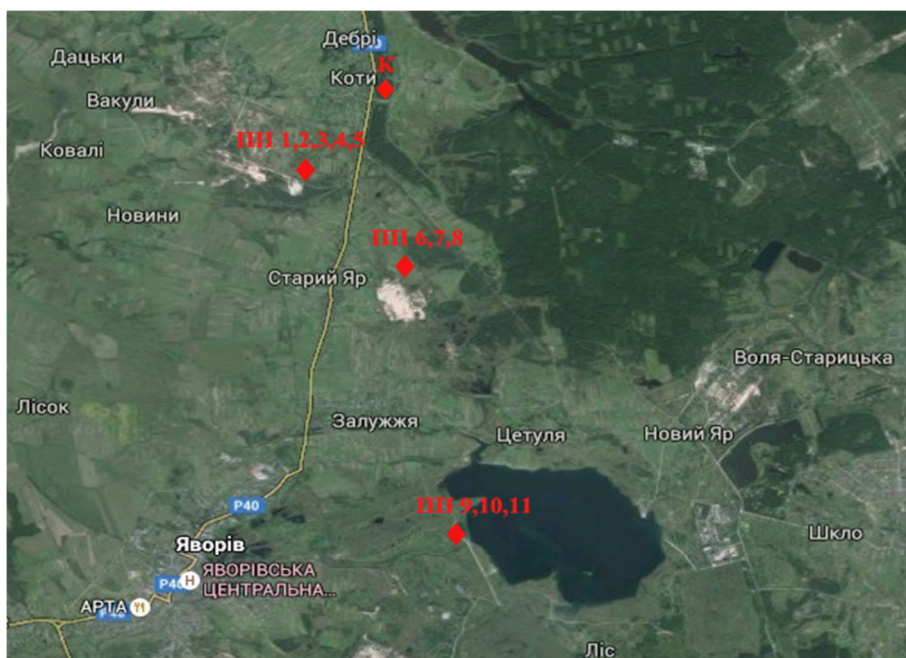 Дебрі
Дацьки
Коти
К
Вакули
ПП 1,2,3,4,5
Ковалі
Новини
ПП 6,7,8
Старий Яр
Воля-Старицька
Лісок
Залужжя
Цетуля
Новий Яр
P40
ПП 9,10,11
Шкло
Яворів
ЯВОРІВСЬКА
ЦЕНТРАЛЬНА...
H
АРТА
Ліс